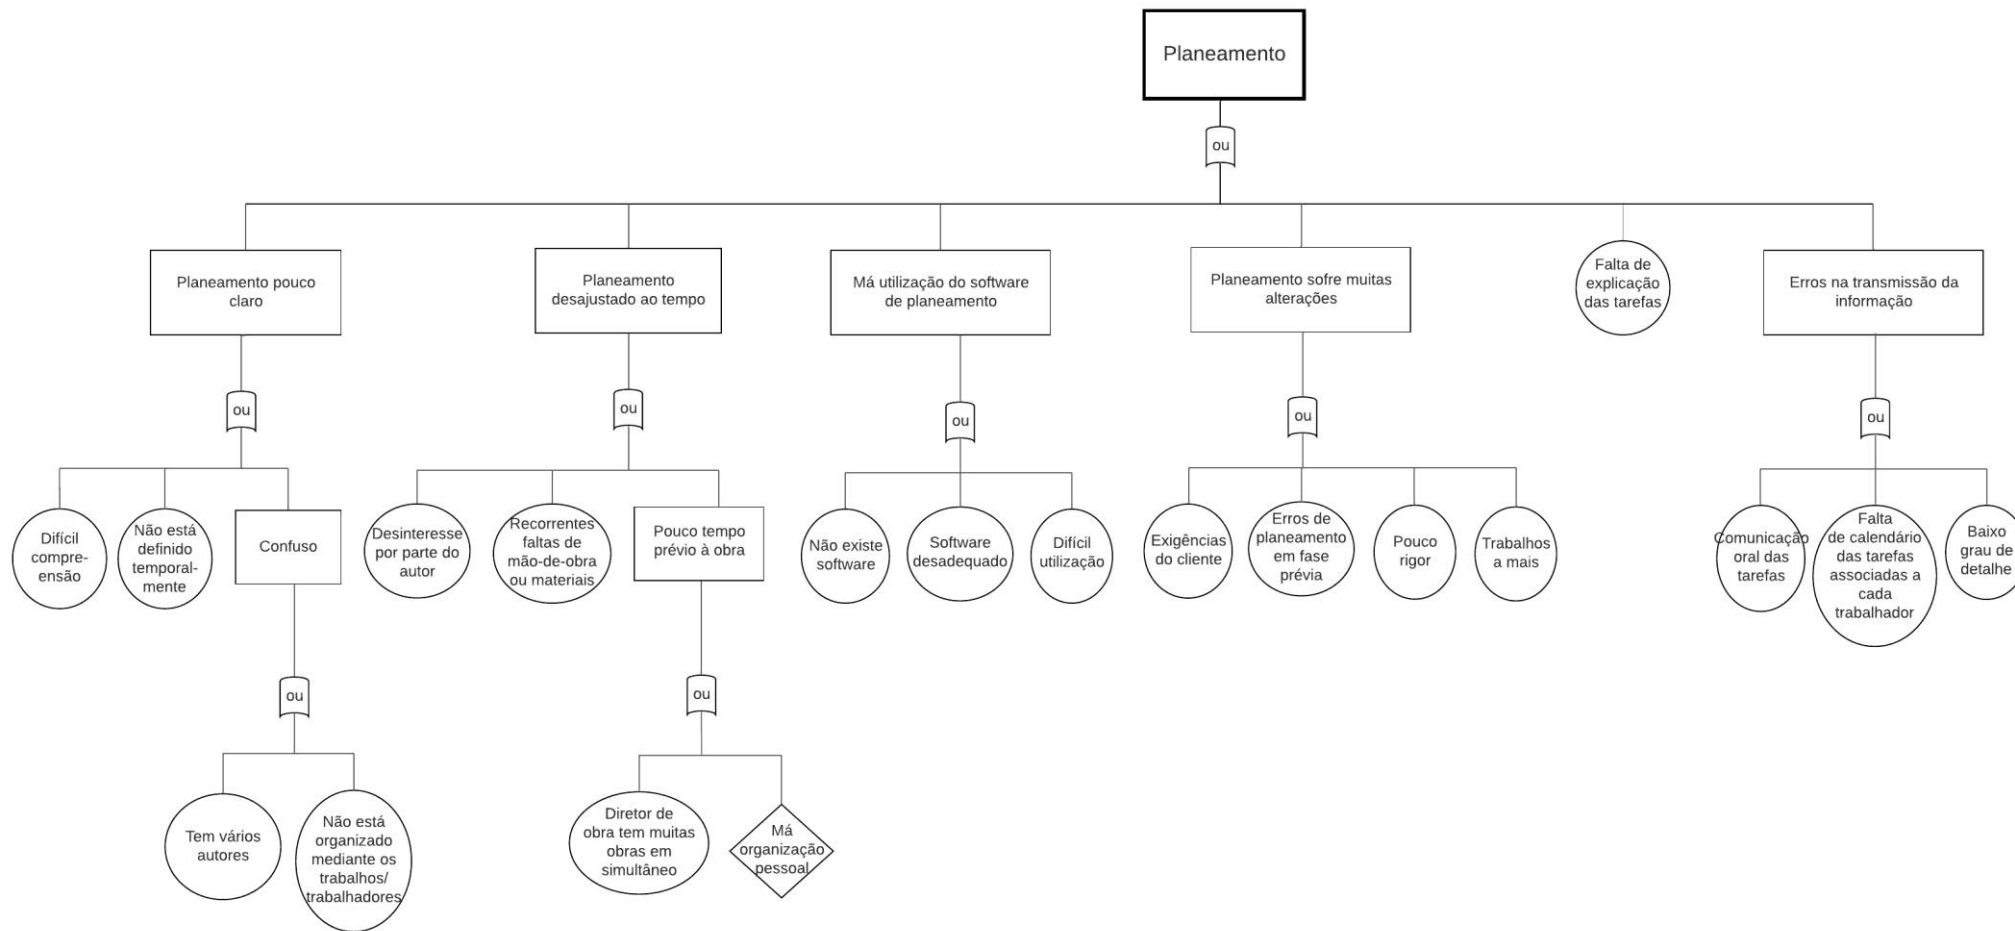 Planeamento
ou
Planeamento pouco
claro
Planeamento
desajustado ao tempo
Má utilização do software
de planeamento
Planeamento sofre muitas
alterações
Falta de
explicação
das tarefas
Erros na transmissão da
informação
ou
ou
ou
ou
ou
Difícil
compre-
ensão
Não está
definido
temporal-
mente
Confuso
Desinteresse
por parte do
autor
Recorrentes
faltas de
mão-de-obra
ou materiais
Pouco tempo
prévio à obra
Não existe
software
Software
desadequado
Difícil
utilização
Exigências
do cliente
Erros de
planeamento
em fase
prévia
Pouco
rigor
Trabalhos
a mais
Comunicação
oral das
tarefas
Falta
de calendário
das tarefas
associadas a
cada
trabalhador
Baixo
grau de
detalhe
ou
ou
Tem vários
autores
Não está
organizado
mediante os
trabalhos/
trabalhadores
Diretor de
obra tem muitas
obras em
simultâneo
Má
organização
pessoal